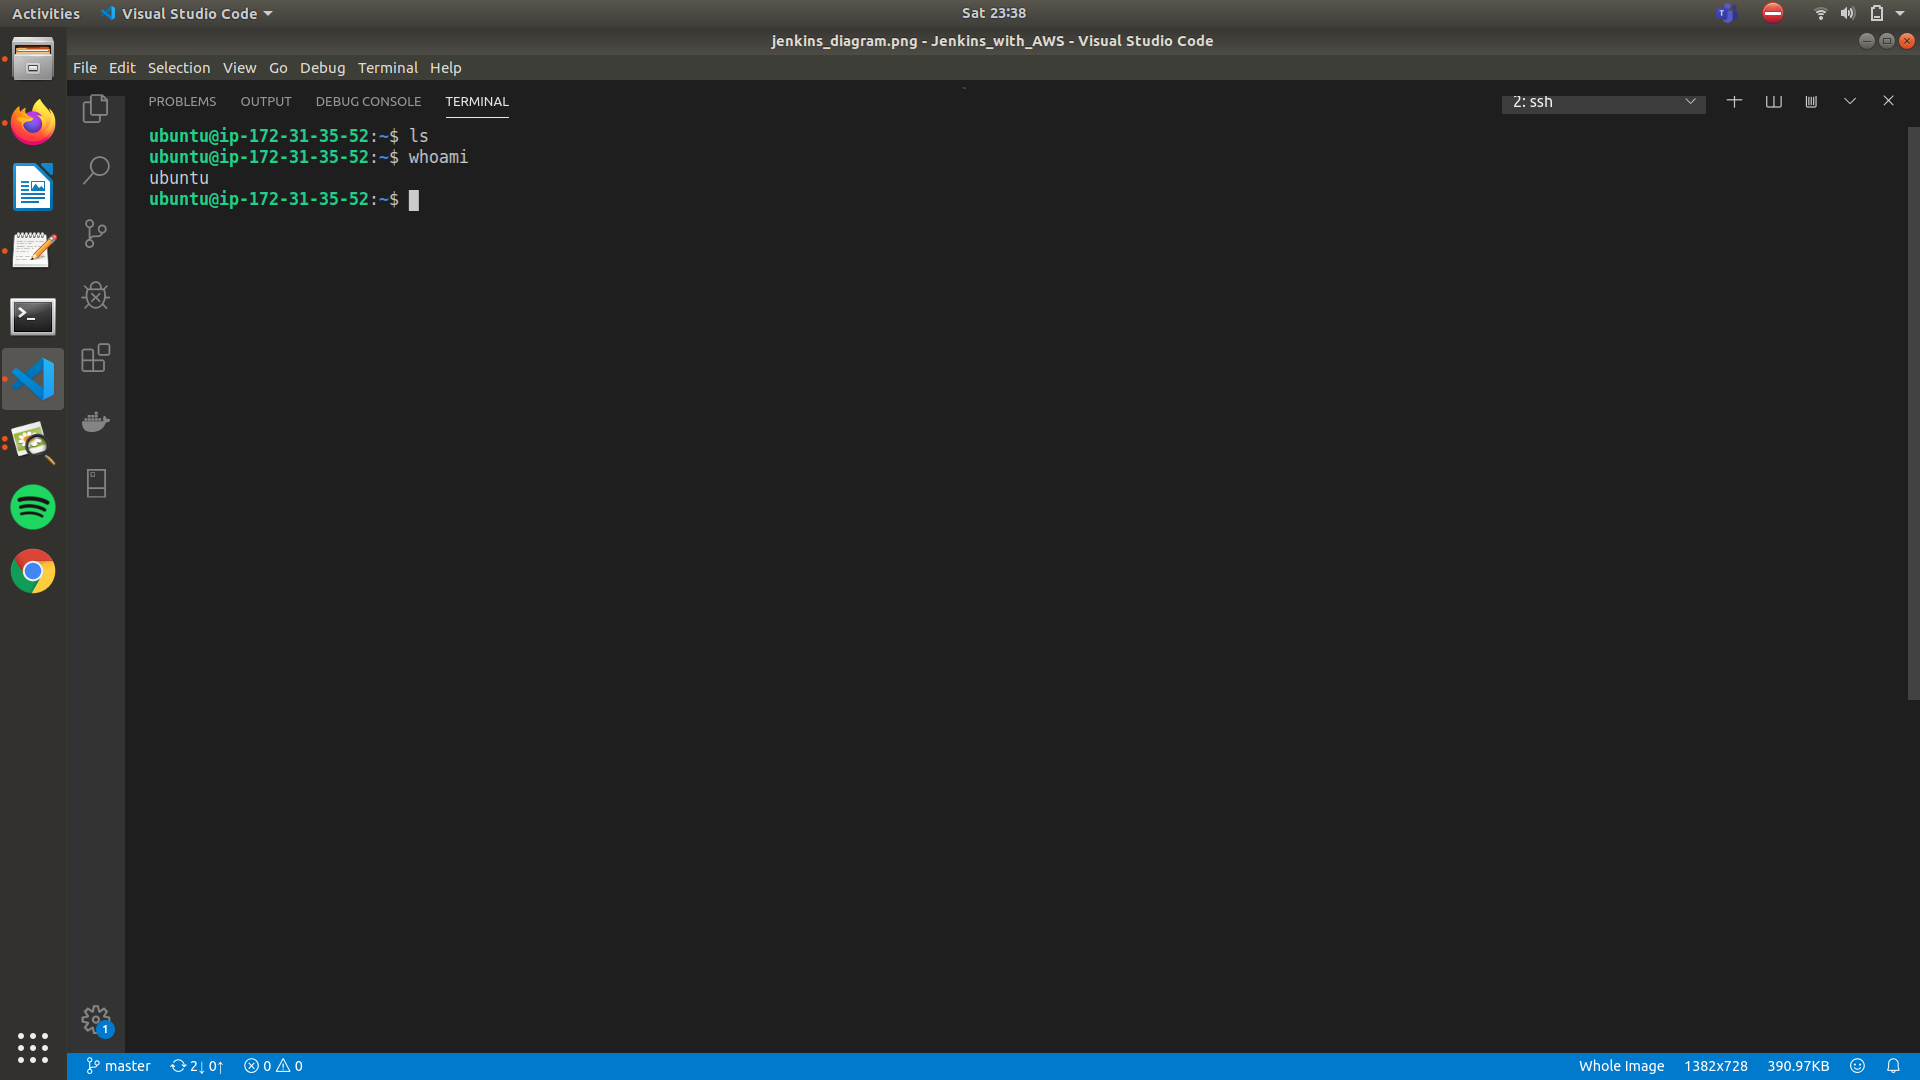 Activities
Visual Studio Code
Sat 23:38
jenkins_diagram.png - Jenkins_with_AWS - Visual Studio Code
File Edit Selection View Go Debug Terminal Help
PROBLEMS OUTPUT DEBUG CONSOLE TERMINAL
2: ssh
ubuntu@ip-172-31-35-52:~$ ls
ubuntu@ip-172-31-35-52:~$ whoami
ubuntu
ubuntu@ip-172-31-35-52:~$
1
master 2↓ 0↑ 0 0
Whole Image 1382x728 390.97KB